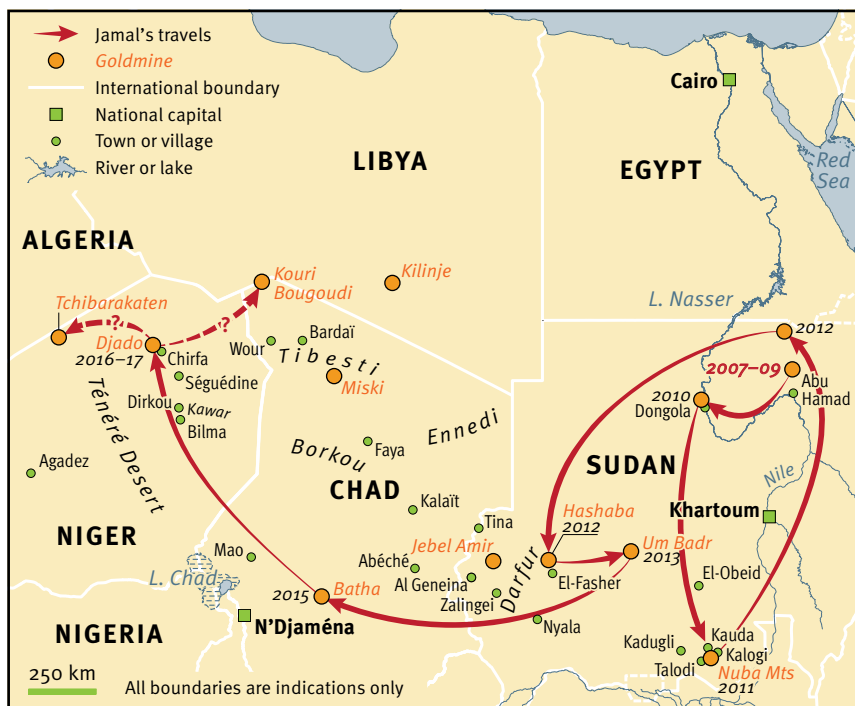 Jamal's travels
Goldmine
International boundary
National capital
Town or village
River or lake
Cairo
LIBYA
EGYPT
Red
Sea
ALGERIA
Kouri
Bougoudi
Kilinje
Tchibarakaten
L. Nasser
?
?
2012
Djado
2016–17
Chirfa
Wour
Bardaï
Tibesti
Miski
2007–09
Abu
Hamad
2010
Dongola
Séguédine
Dirkou
Kawar
Bilma
Ténéré Desert
Ennedi
Borkou
Faya
Agadez
SUDAN
Nile
CHAD
Kalaït
Khartoum
NIGER
Tina
Hashaba
2012
Um Badr
2013
Jebel Amir
Mao
Abéché
Al Geneina
Zalingei
Darfur
El-Fasher
El-Obeid
L. Chad
2015
Batha
N'Djaména
Nyala
NIGERIA
Kauda
Kadugli
Kalogi
Talodi
Nuba Mts
2011
250 km
All boundaries are indications only